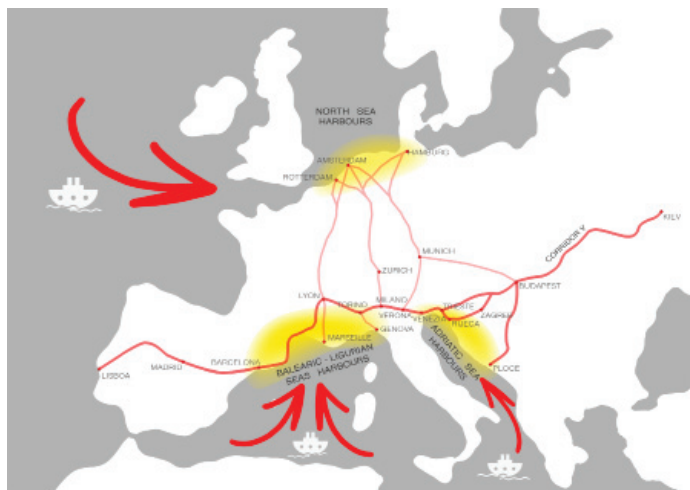 NORTH SEA
HARBOURS
HAMBURG
AMSTERDAM
ROTTERDAM
KIEV
CORRIDOR V
MUNICH
ZURICH
BUDAPEST
LYON
TORINO
MILANO
VERONA
VENEZIA
TRIESTE
RIJECA
ZAGREB
GENOVA
MARSEILLE
BARCELONA
MADRID
LISBOA
BALEARIC - LIGURIAN
SEAS HARBOURS
ADRIATIC SEA
HARBOURS
PLOCE